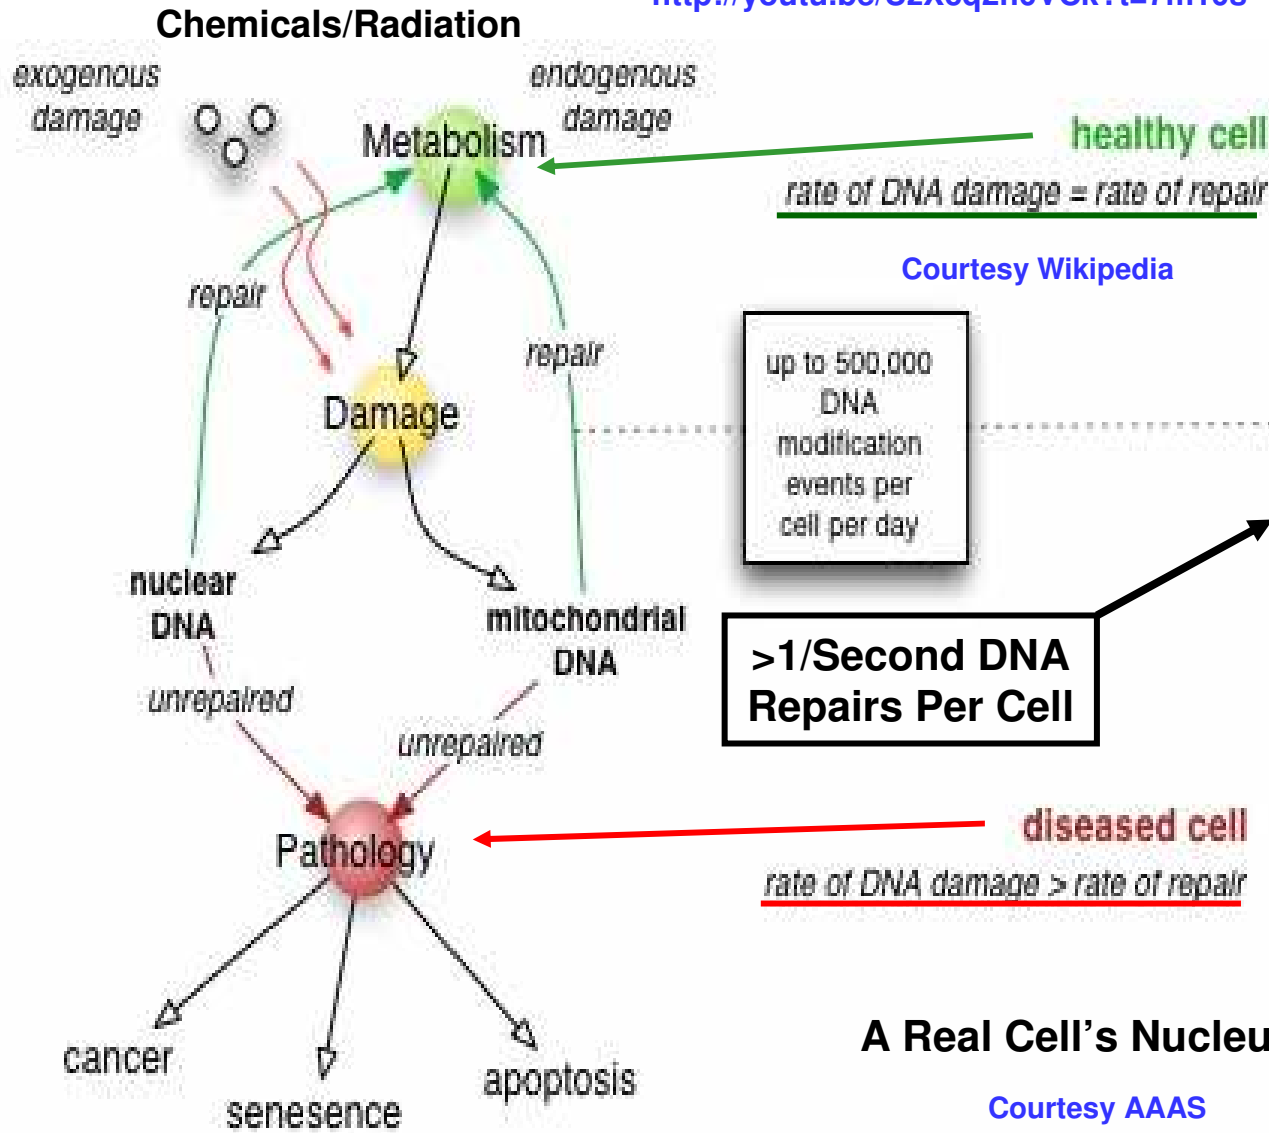 Chemicals/Radiation
exogenous
damage
endogenous
damage
Metabolism
healthy cell
rate of DNA damage = rate of repair
Courtesy Wikipedia
repair
repair
up to 500,000
DNA
modification
events per
cell per day
Damage
nuclear
DNA
mitochondrial
DNA
>1/Second DNA
Repairs Per Cell
unrepaired
unrepaired
Pathology
diseased cell
rate of DNA damage > rate of repair
cancer
senesence
apoptosis
A Real Cell's Nucleu
Courtesy AAAS